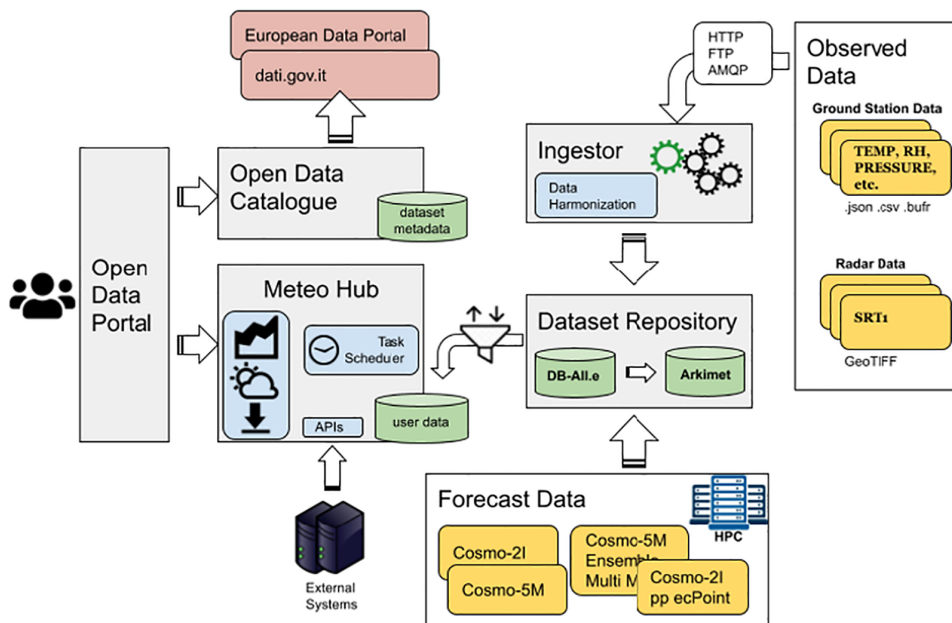 European Data Portal
dati.gov.it
HTTP
FTP
AMQP
Observed
Data
Ground Station Data
TEMP, RH,
PRESSURE,
etc.
.json .csv .bufr
Radar Data
SRT1
GeoTIFF
Ingestor
Data
Harmonization
Open Data
Catalogue
dataset
metadata
Open
Data
Portal
Meteo Hub
Task
Scheduler
APIs
user data
Dataset Repository
DB-All.e
Arkimet
External
Systems
Forecast Data
HPC
Cosmo-2I
Cosmo-5M
Cosmo-5M
Ensemble
Multi M
Cosmo-2I
pp ecPoint